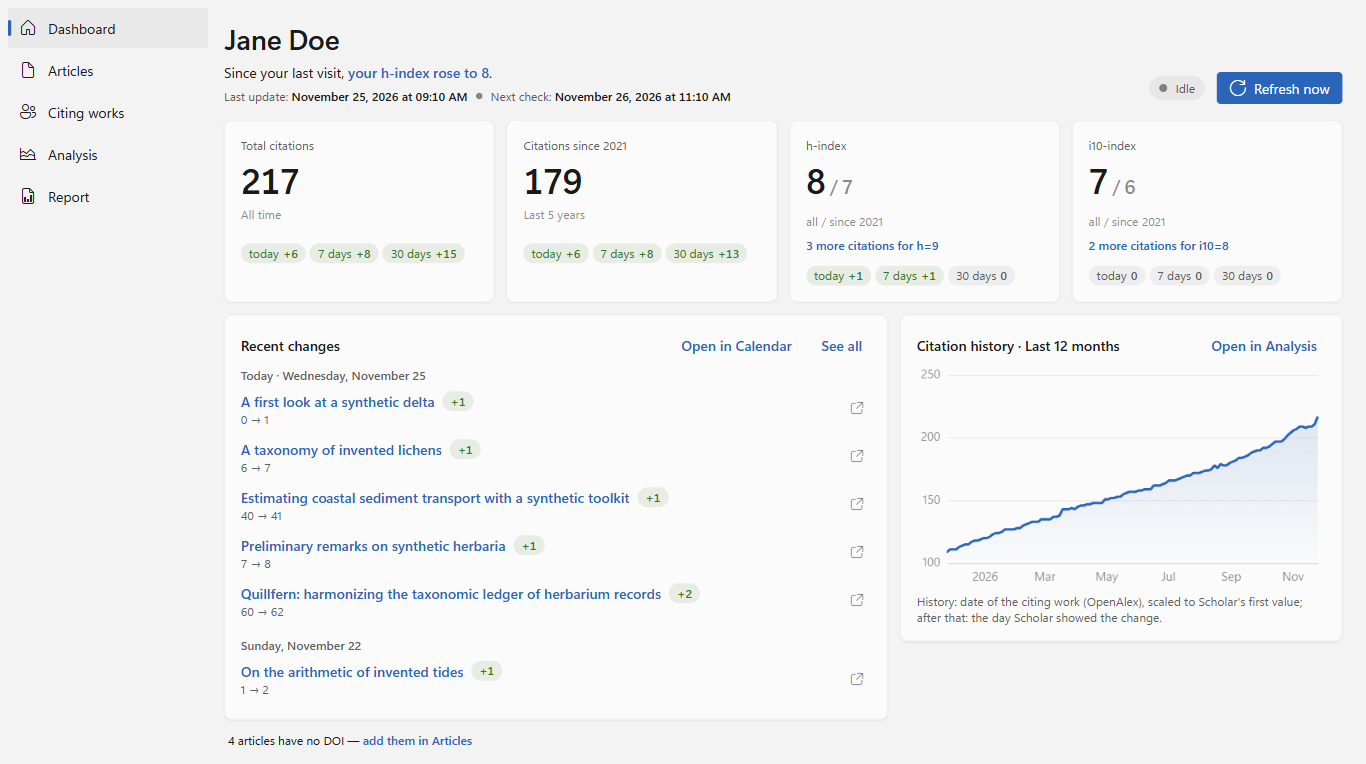 Dashboard
Articles
Citing works
Analysis
Report
Jane Doe
Since your last visit, your h-index rose to 8.
Last update: November 25, 2026 at 09:10 AM ● Next check: November 26, 2026 at 11:10 AM
Idle
Refresh now
Total citations
217
All time
today +6 7 days +8 30 days +15
Citations since 2021
179
Last 5 years
today +6 7 days +8 30 days +13
h-index
8 / 7
all / since 2021
3 more citations for h=9
today +1 7 days +1 30 days 0
i10-index
7 / 6
all / since 2021
2 more citations for i10=8
today 0 7 days 0 30 days 0
Recent changes Open in Calendar See all
Today · Wednesday, November 25
A first look at a synthetic delta +1
0 → 1
A taxonomy of invented lichens +1
6 → 7
Estimating coastal sediment transport with a synthetic toolkit +1
40 → 41
Preliminary remarks on synthetic herbaria +1
7 → 8
Quillfern: harmonizing the taxonomic ledger of herbarium records +2
60 → 62
Sunday, November 22
On the arithmetic of invented tides +1
1 → 2
Citation history · Last 12 months Open in Analysis
250
200
150
100
2026 Mar May Jul Sep Nov
History: date of the citing work (OpenAlex), scaled to Scholar's first value;
after that: the day Scholar showed the change.
4 articles have no DOI — add them in Articles